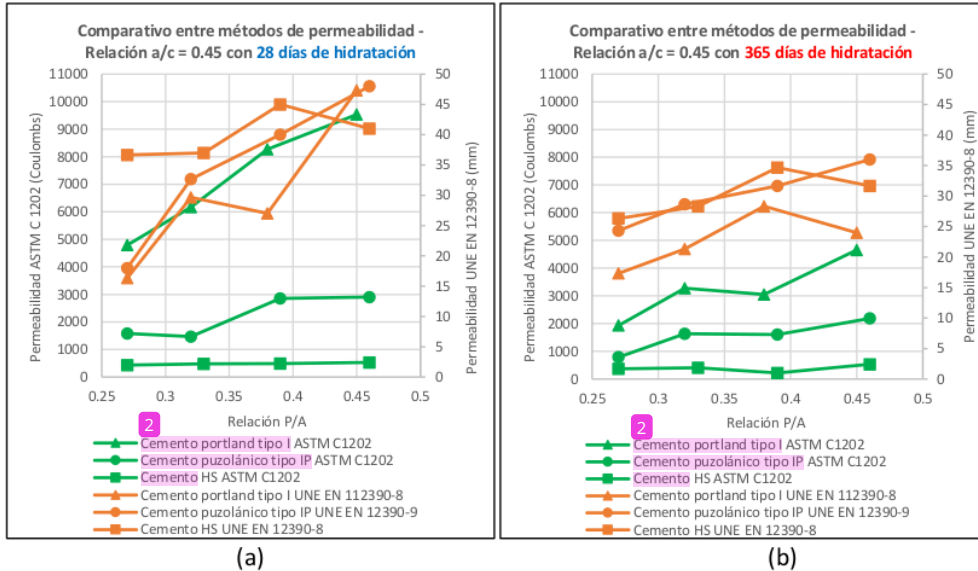 Comparativo entre métodos de permeabilidad -
Relación a/c = 0.45 con 28 días de hidratación
11000
10000
9000
8000
7000
6000
5000
4000
3000
2000
1000
0
Permeabilidad ASTM C 1202 (Coulombs)
50
45
40
35
30
25
20
15
10
5
0
Permeabilidad UNE EN 12390-8 (mm)
0.25 0.3 0.35 0.4 0.45 0.5
Relación P/A
2
Cemento portland tipo I ASTM C1202
Cemento puzolánico tipo IP ASTM C1202
Cemento HS ASTM C1202
Cemento portland tipo I UNE EN 112390-8
Cemento puzolánico tipo IP UNE EN 12390-9
Cemento HS UNE EN 12390-8
(a)
Comparativo entre métodos de permeabilidad -
Relación a/c = 0.45 con 365 días de hidratación
11000
10000
9000
8000
7000
6000
5000
4000
3000
2000
1000
0
Permeabilidad ASTM C 1202 (Coulombs)
50
45
40
35
30
25
20
15
10
5
0
Permeabilidad UNE EN 12390-8 (mm)
0.25 0.3 0.35 0.4 0.45 0.5
Relación P/A
2
Cemento portland tipo I ASTM C1202
Cemento puzolánico tipo IP ASTM C1202
Cemento HS ASTM C1202
Cemento portland tipo I UNE EN 112390-8
Cemento puzolánico tipo IP UNE EN 12390-9
Cemento HS UNE EN 12390-8
(b)